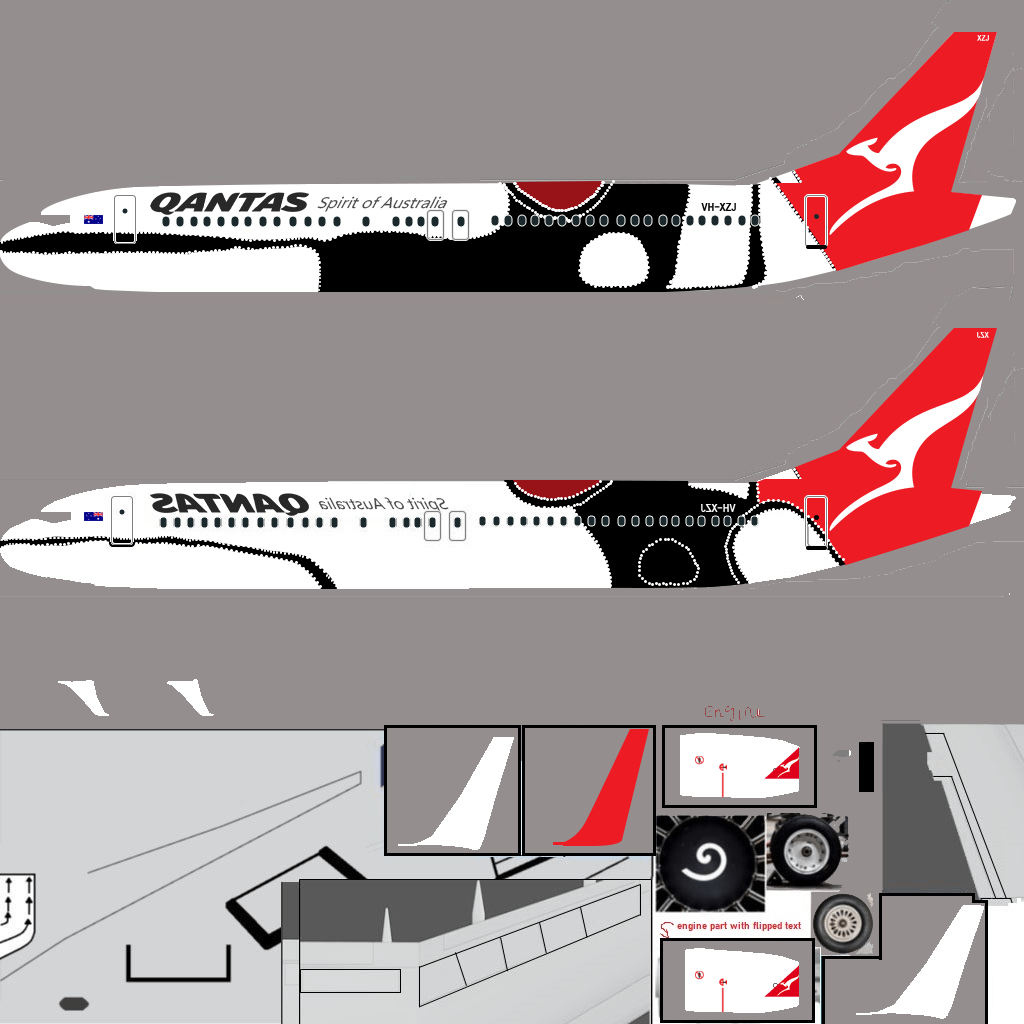 XZJ
QANTAS Spirit of Australia
VH-XZJ
XZJ
QANTAS Spirit of Australia
VH-XZJ
Engine
engine part with flipped text